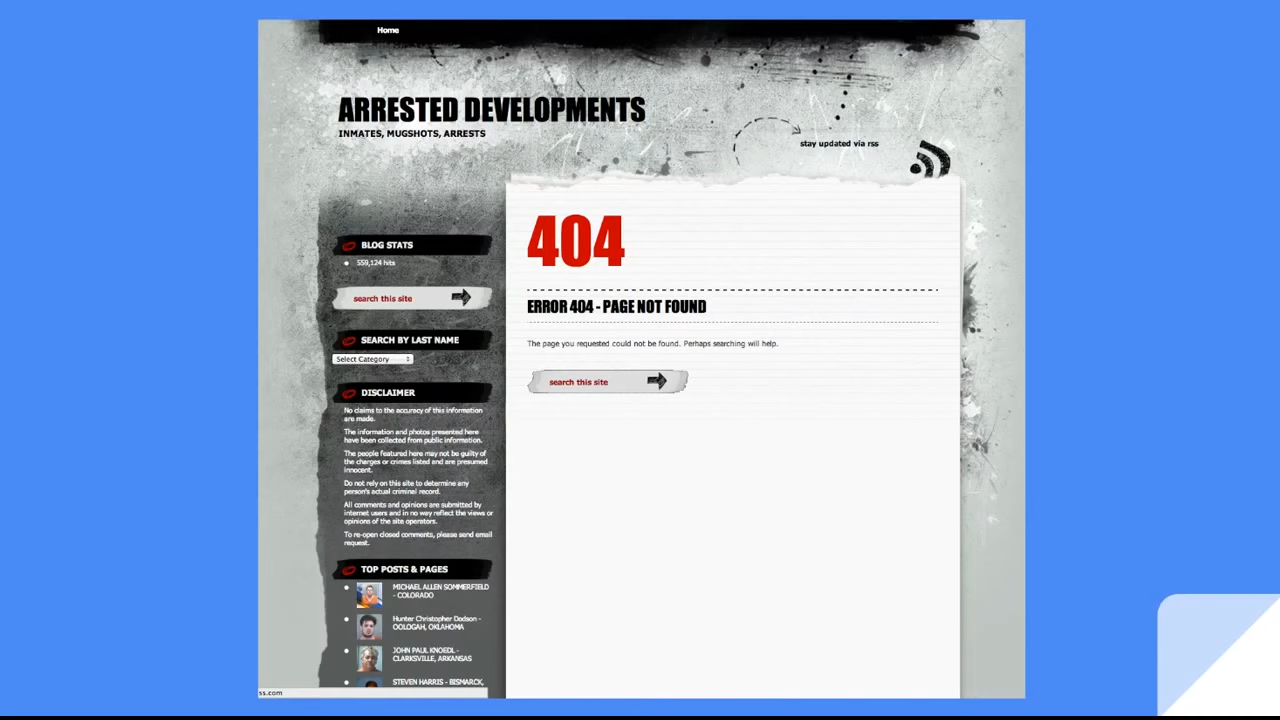 Home
ARRESTED DEVELOPMENTS
INMATES, MUGSHOTS, ARRESTS
stay updated via rss
BLOG STATS
559,124 hits
search this site
SEARCH BY LAST NAME
Select Category
DISCLAIMER
No claims to the accuracy of this information
are made.
The information and photos presented here
have been collected from public information.
The people featured here may not be guilty of
the charges or crimes listed and are presumed
innocent.
Do not rely on this site to determine any
person's actual criminal record.
All comments and opinions are submitted by
internet users and in no way reflect the views or
opinions of the site operators.
To re-open closed comments, please send email
request.
TOP POSTS & PAGES
MICHAEL ALLEN SOMMERFIELD
- COLORADO
Hunter Christopher Dodson -
OOLOGAH, OKLAHOMA
JOHN PAUL KNOEDL -
CLARKSVILLE, ARKANSAS
STEVEN HARRIS - BISMARCK,
ss.com
404
ERROR 404 - PAGE NOT FOUND
The page you requested could not be found. Perhaps searching will help.
search this site